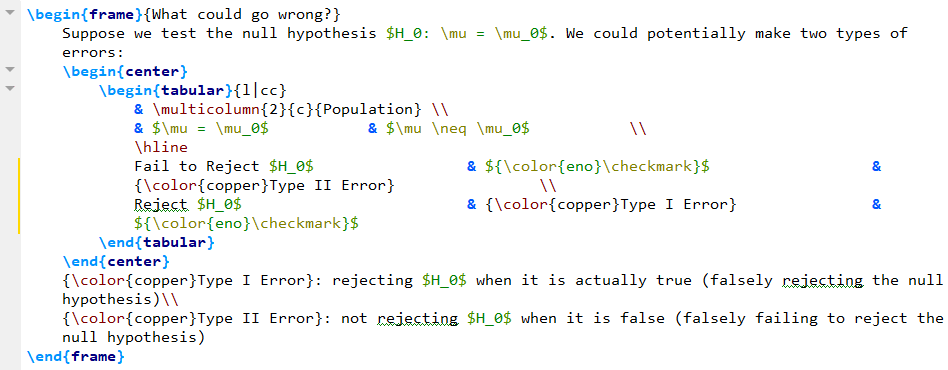 \begin{frame}{What could go wrong?}
Suppose we test the null hypothesis $H_0: \mu = \mu_0$. We could potentially make two types of
errors:
\begin{center}
\begin{tabular}{l|cc}
& \multicolumn{2}{c}{Population} \\
& $\mu = \mu_0$ & $\mu \neq \mu_0$ \\
\hline
Fail to Reject $H_0$ & ${\color{eno}\checkmark}$ &
{\color{copper}Type II Error} \\
Reject $H_0$ & {\color{copper}Type I Error} &
${\color{eno}\checkmark}$
\end{tabular}
\end{center}
{\color{copper}Type I Error}: rejecting $H_0$ when it is actually true (falsely rejecting the null
hypothesis)\\
{\color{copper}Type II Error}: not rejecting $H_0$ when it is false (falsely failing to reject the
null hypothesis)
\end{frame}